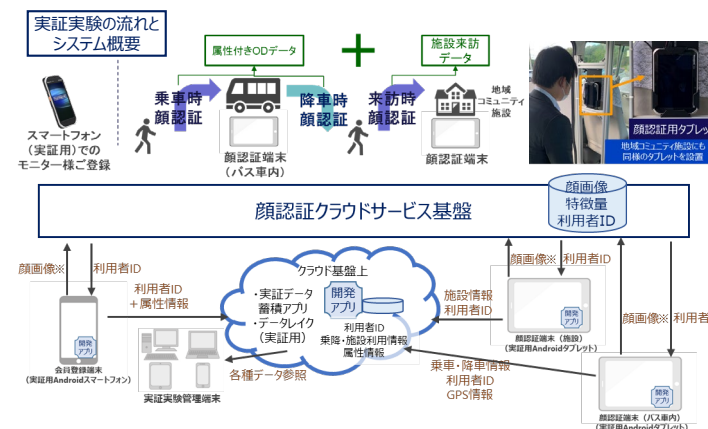 実証実験の流れと
システム概要
属性付きODデータ
施設来訪
データ
乗車時
顔認証
降車時
顔認証
来訪時
顔認証
地域
コミュニティ
施設
スマートフォン
(実証用)での
モニター様ご登録
顔認証端末
(バス車内)
顔認証端末
顔認証用タブレット
地域コミュニティ施設にも
同様のタブレットを設置
顔認証クラウドサービス基盤
顔画像
特徴量
利用者ID
顔画像※
利用者ID
利用者ID
+属性情報
クラウド基盤上
・実証データ
蓄積アプリ
・データレイク
(実証用)
開発
アプリ
利用者ID
乗降・施設利用情報
属性情報
施設情報
利用者ID
顔画像※
利用者ID
顔画像※
利用者
開発
アプリ
会員登録端末
(実証用Androidスマートフォン)
実証実験管理端末
各種データ参照
乗車・降車情報
利用者ID
GPS情報
開発
アプリ
顔認証端末(施設)
(実証用Androidタブレット)
開発
アプリ
顔認証端末(バス車内)
(実証用Androidタブレット)